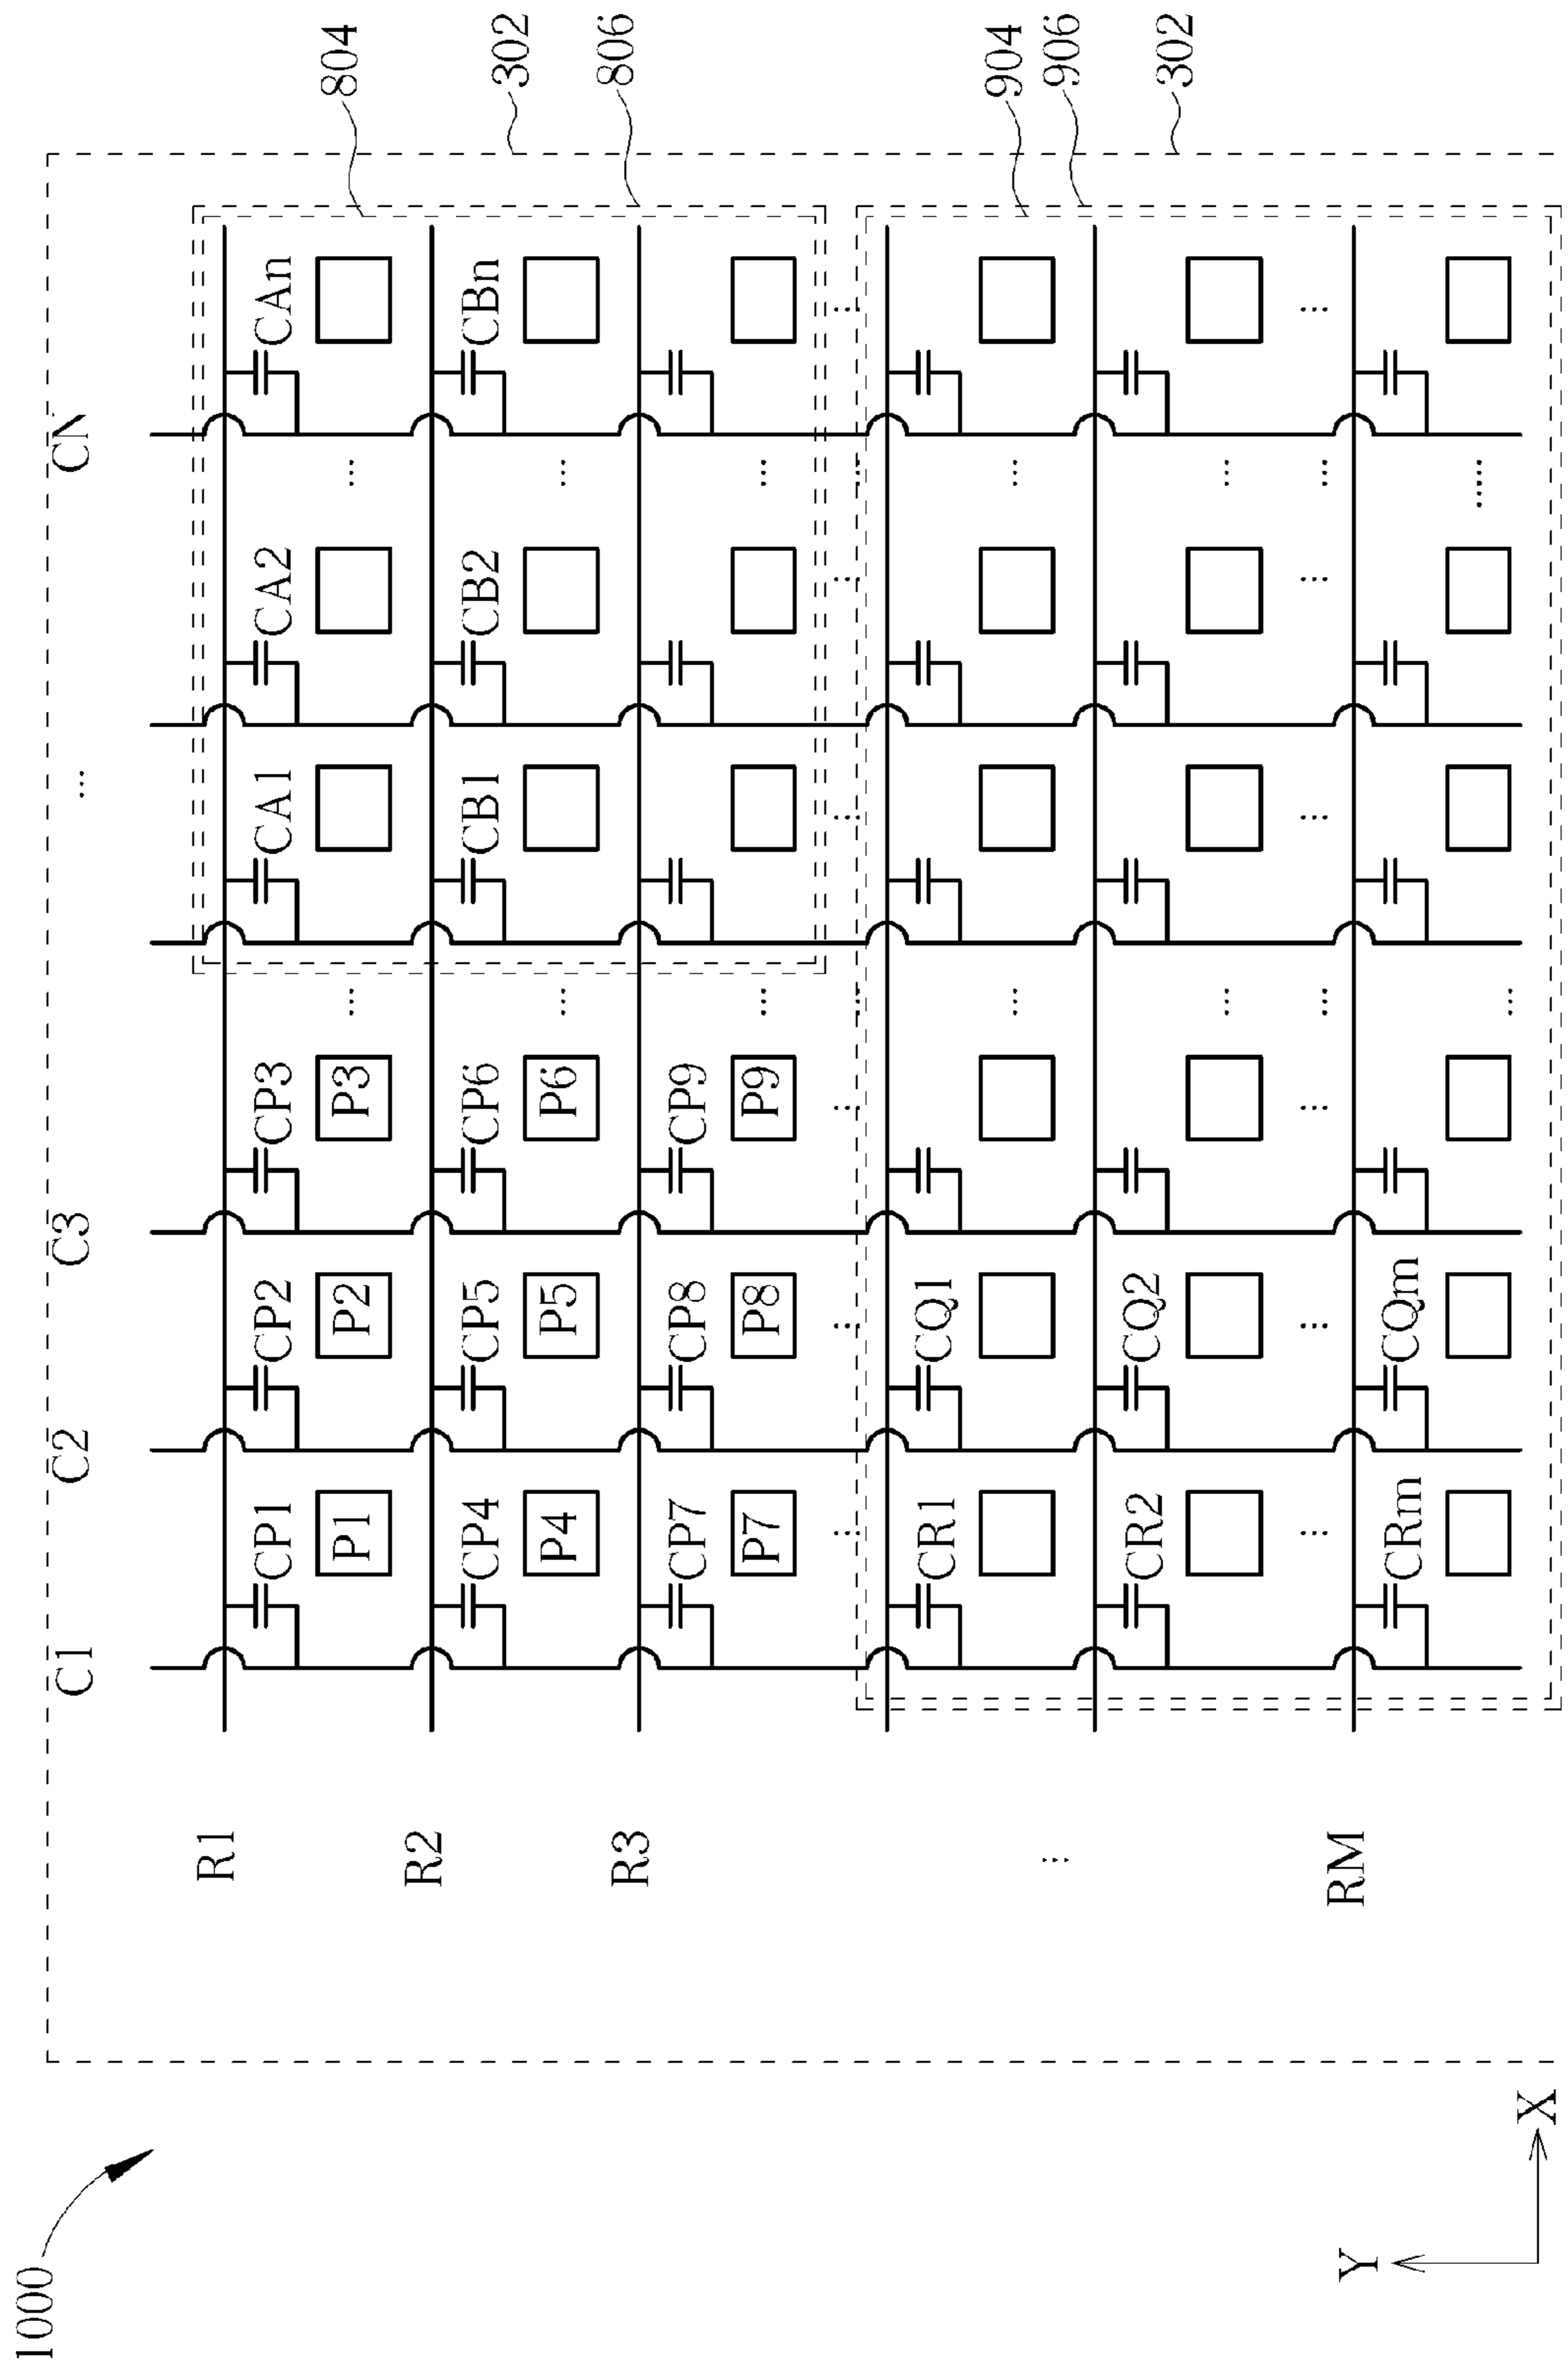 1000
C1 C2 C3 ... CN
R1
CP1 CP2 CP3 CA1 CA2 CAn
P1 P2 P3 ... ...
804
R2
CP4 CP5 CP6 CB1 CB2 CBn
302
P4 P5 P6 ... ...
R3
806
CP7 CP8 CP9
P7 P8 P9 ... ...
CR1 CQ1
904
... ...
906
CR2 CQ2
302
... ...
RM
CRm CQm
... .....
Y
X